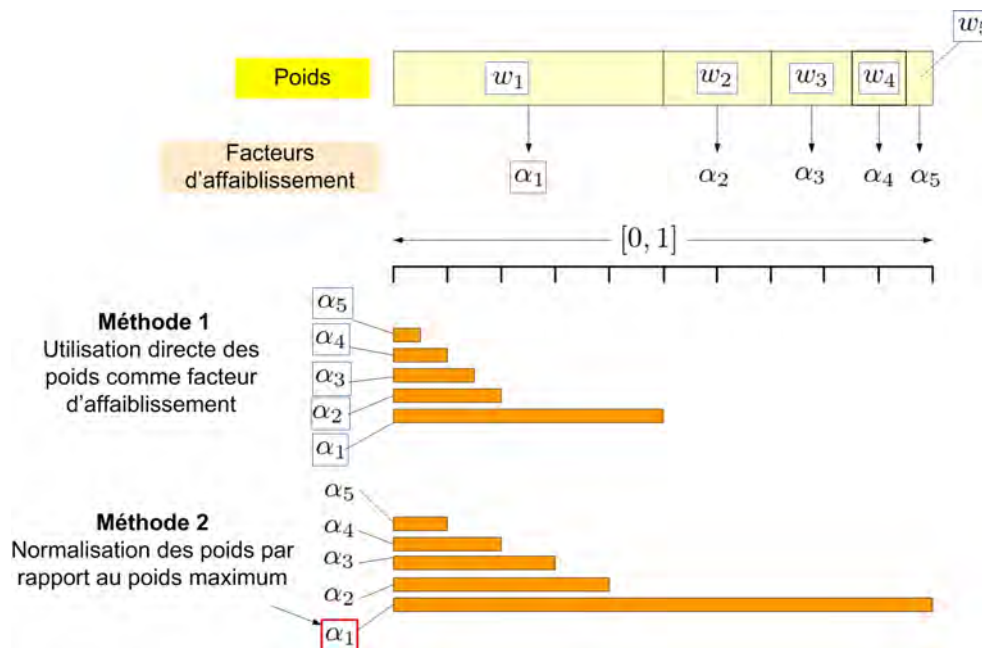 w₅
Poids
w₁ w₂ w₃ w₄
Facteurs
d'affaiblissement
α₁ α₂ α₃ α₄ α₅
[0, 1]
Méthode 1
Utilisation directe des
poids comme facteur
d'affaiblissement
α₅
α₄
α₃
α₂
α₁
Méthode 2
Normalisation des poids par
rapport au poids maximum
α₅
α₄
α₃
α₂
α₁